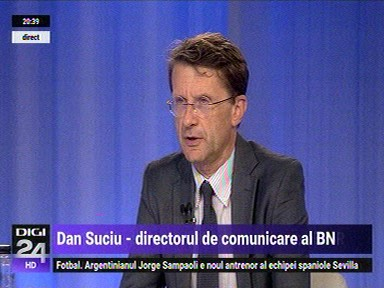 20:39
direct
DIGI
24
HD
Dan Suciu - directorul de comunicare al BNR
Fotbal. Argentinianul Jorge Sampaoli e noul antrenor al echipei spaniole Sevilla